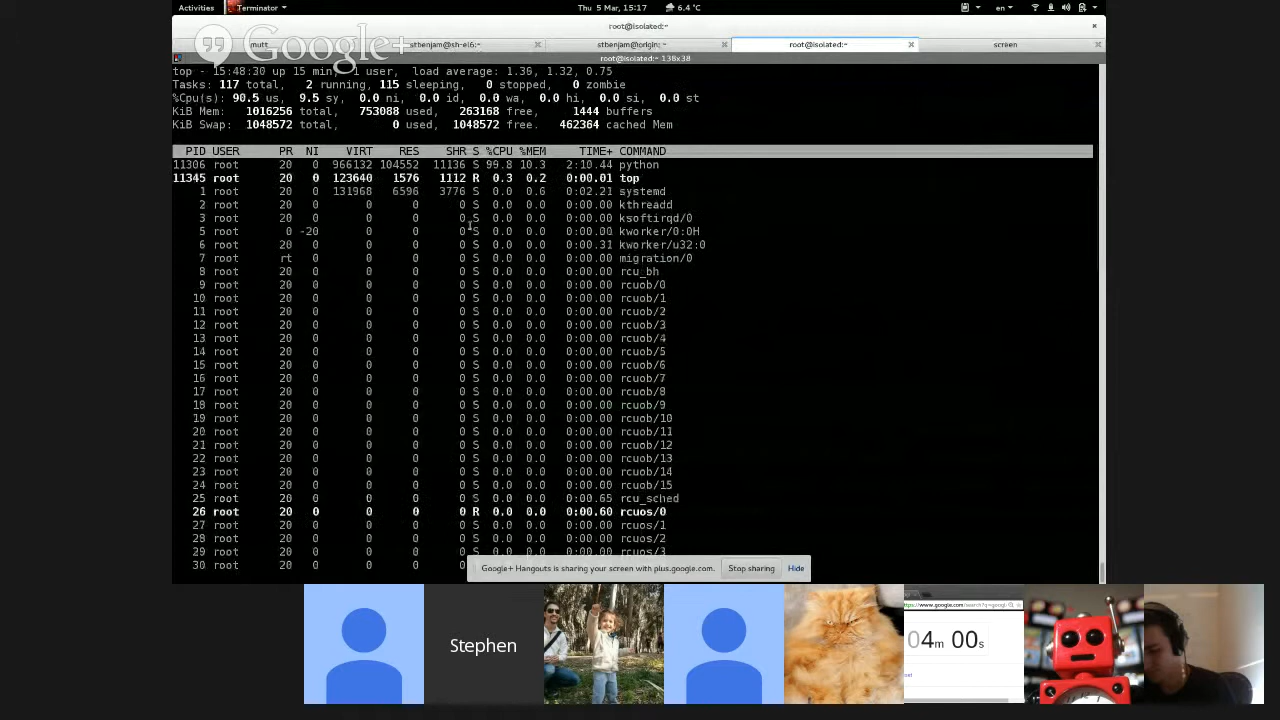 Activities Terminator Thu 5 Mar, 15:17 6.4 °C en
root@isolated:~
Google+
mutt stbenjam@sh-el6:~ stbenjam@origin: ~ root@isolated:~ screen
root@isolated:~ 138x38
top - 15:48:30 up 15 min, 1 user, load average: 1.36, 1.32, 0.75
Tasks: 117 total, 2 running, 115 sleeping, 0 stopped, 0 zombie
%Cpu(s): 90.5 us, 9.5 sy, 0.0 ni, 0.0 id, 0.0 wa, 0.0 hi, 0.0 si, 0.0 st
KiB Mem: 1016256 total, 753088 used, 263168 free, 1444 buffers
KiB Swap: 1048572 total, 0 used, 1048572 free. 462364 cached Mem
PID USER PR NI VIRT RES SHR S %CPU %MEM TIME+ COMMAND
11306 root 20 0 966132 104552 11136 S 99.8 10.3 2:10.44 python
11345 root 20 0 123640 1576 1112 R 0.3 0.2 0:00.01 top
1 root 20 0 131968 6596 3776 S 0.0 0.6 0:02.21 systemd
2 root 20 0 0 0 0 S 0.0 0.0 0:00.00 kthreadd
3 root 20 0 0 0 0 S 0.0 0.0 0:00.00 ksoftirqd/0
5 root 0 -20 0 0 0 S 0.0 0.0 0:00.00 kworker/0:0H
6 root 20 0 0 0 0 S 0.0 0.0 0:00.31 kworker/u32:0
7 root rt 0 0 0 0 S 0.0 0.0 0:00.00 migration/0
8 root 20 0 0 0 0 S 0.0 0.0 0:00.00 rcu_bh
9 root 20 0 0 0 0 S 0.0 0.0 0:00.00 rcuob/0
10 root 20 0 0 0 0 S 0.0 0.0 0:00.00 rcuob/1
11 root 20 0 0 0 0 S 0.0 0.0 0:00.00 rcuob/2
12 root 20 0 0 0 0 S 0.0 0.0 0:00.00 rcuob/3
13 root 20 0 0 0 0 S 0.0 0.0 0:00.00 rcuob/4
14 root 20 0 0 0 0 S 0.0 0.0 0:00.00 rcuob/5
15 root 20 0 0 0 0 S 0.0 0.0 0:00.00 rcuob/6
16 root 20 0 0 0 0 S 0.0 0.0 0:00.00 rcuob/7
17 root 20 0 0 0 0 S 0.0 0.0 0:00.00 rcuob/8
18 root 20 0 0 0 0 S 0.0 0.0 0:00.00 rcuob/9
19 root 20 0 0 0 0 S 0.0 0.0 0:00.00 rcuob/10
20 root 20 0 0 0 0 S 0.0 0.0 0:00.00 rcuob/11
21 root 20 0 0 0 0 S 0.0 0.0 0:00.00 rcuob/12
22 root 20 0 0 0 0 S 0.0 0.0 0:00.00 rcuob/13
23 root 20 0 0 0 0 S 0.0 0.0 0:00.00 rcuob/14
24 root 20 0 0 0 0 S 0.0 0.0 0:00.00 rcuob/15
25 root 20 0 0 0 0 S 0.0 0.0 0:00.65 rcu_sched
26 root 20 0 0 0 0 R 0.0 0.0 0:00.60 rcuos/0
27 root 20 0 0 0 0 S 0.0 0.0 0:00.00 rcuos/1
28 root 20 0 0 0 0 S 0.0 0.0 0:00.00 rcuos/2
29 root 20 0 0 0 0 S 0.0 0.0 0:00.00 rcuos/3
30 root 20 0 0 0
Google+ Hangouts is sharing your screen with plus.google.com. Stop sharing Hide
Stephen
04m 00s